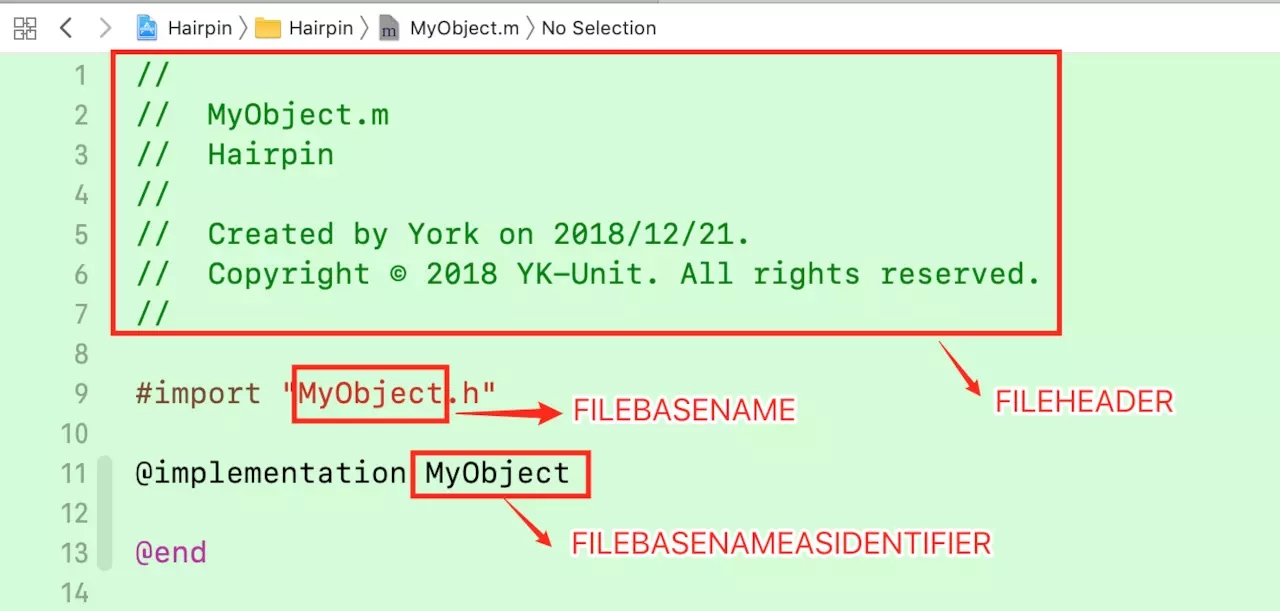 Hairpin 〉 Hairpin 〉 m MyObject.m 〉 No Selection
1 //
2 //  MyObject.m
3 //  Hairpin
4 //
5 //  Created by York on 2018/12/21.
6 //  Copyright © 2018 YK-Unit. All rights reserved.
7 //
FILEHEADER
8
9 #import "MyObject.h"
FILEBASENAME
10
11 @implementation MyObject
12
FILEBASENAMEASIDENTIFIER
13 @end
14